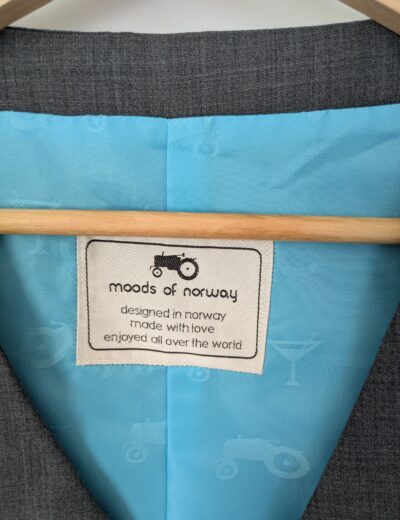 moods of norway
designed in norway
made with love
enjoyed all over the world